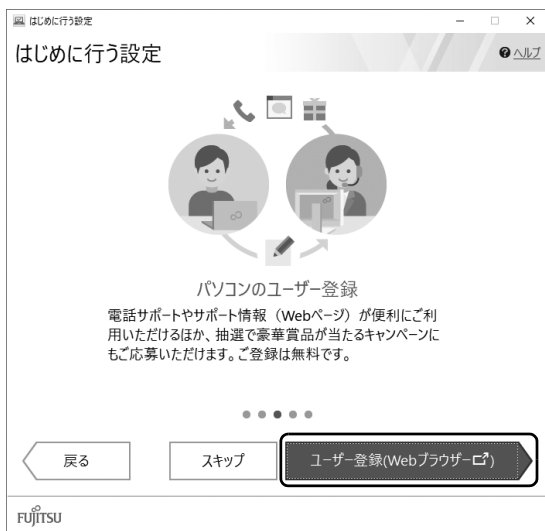 はじめに行う設定
はじめに行う設定
ヘルプ
パソコンのユーザー登録
電話サポートやサポート情報（Webページ）が便利にご利
用いただけるほか、抽選で豪華賞品が当たるキャンペーンに
もご応募いただけます。ご登録は無料です。
戻る
スキップ
ユーザー登録(Webブラウザー)
FUJITSU